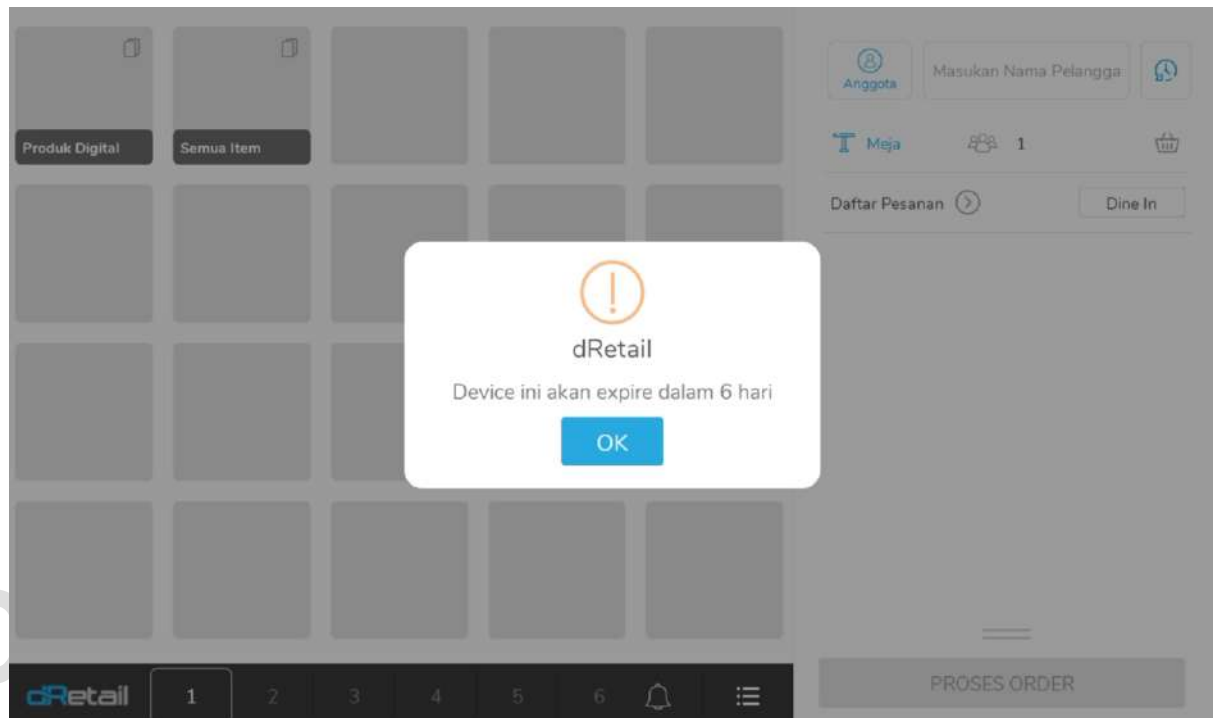 Produk Digital
Semua Item
Anggota
Masukan Nama Pelangga
Meja
1
Daftar Pesanan
Dine In
dRetail
Device ini akan expire dalam 6 hari
OK
dRetail
1
2
3
4
5
6
PROSES ORDER